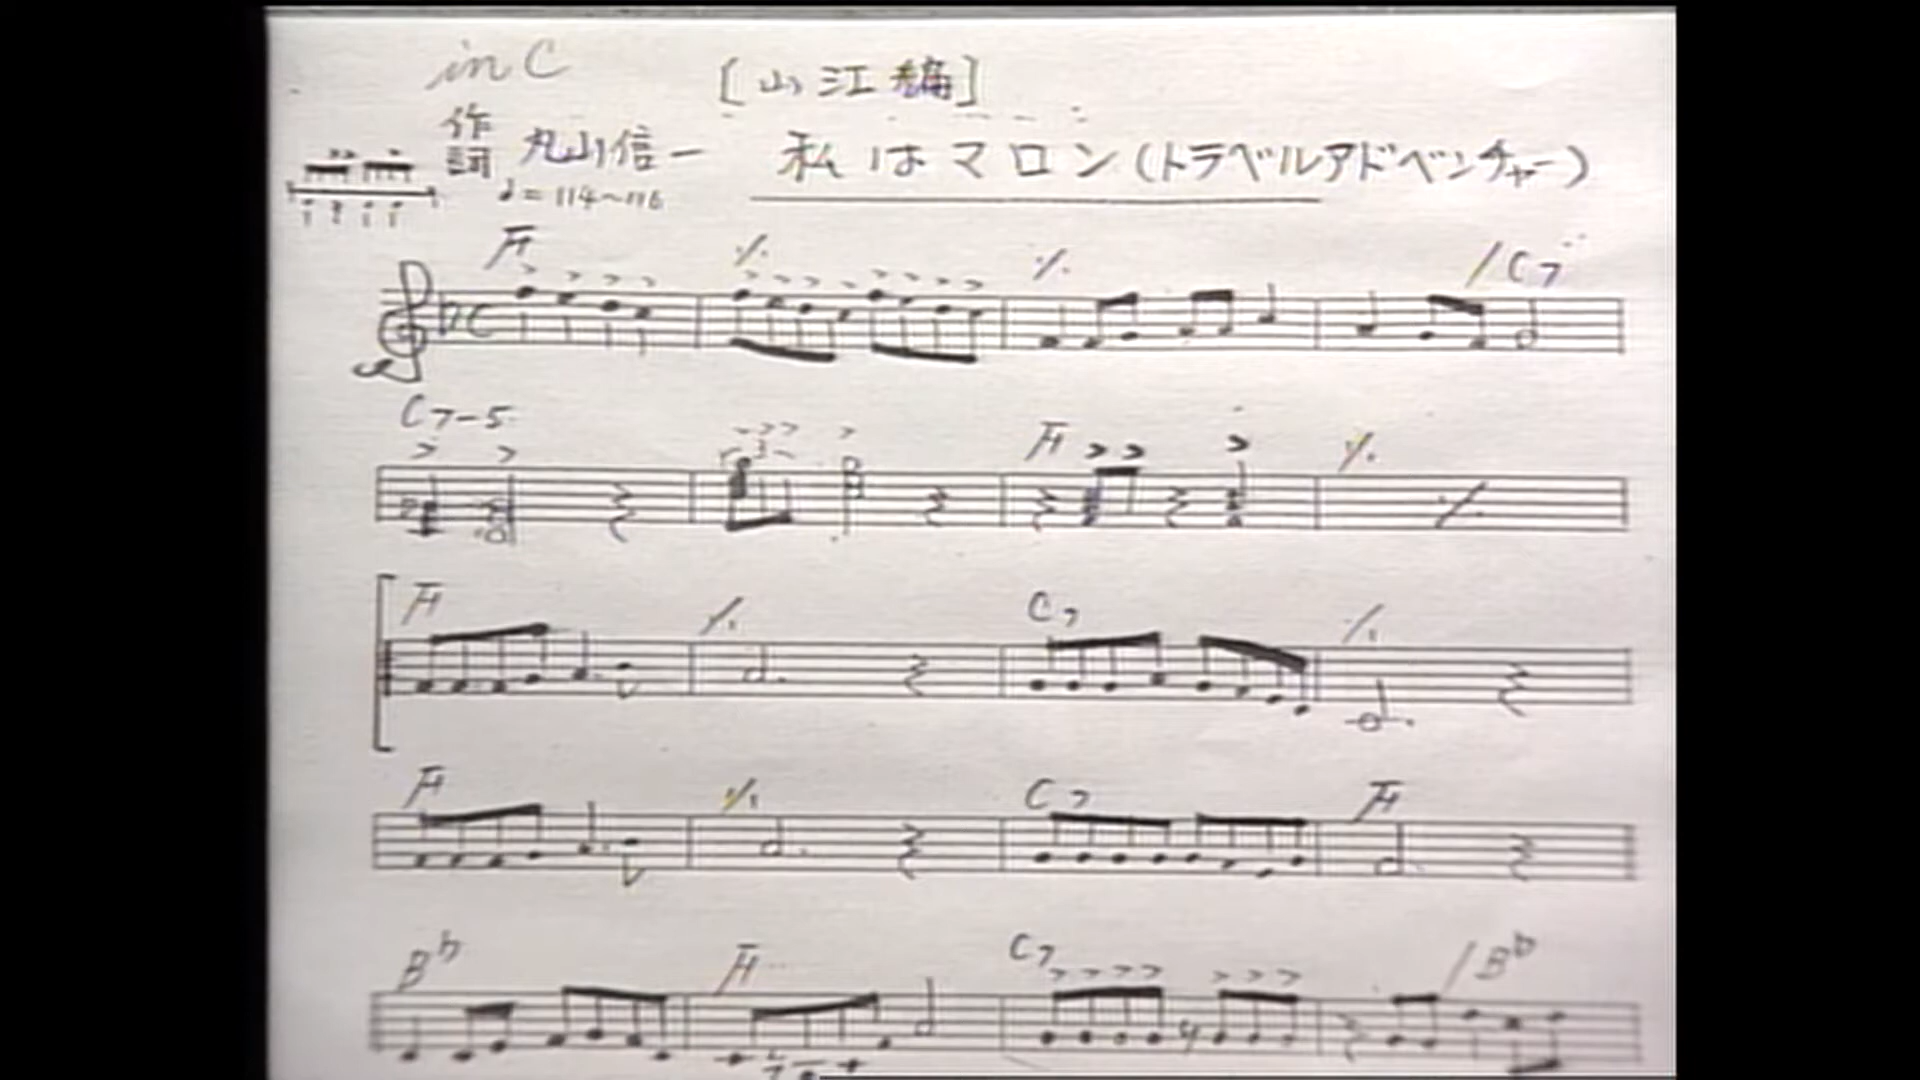 in C
[山江編]
作詞 丸山信一 私はマロン(トラベルアドベンチャー)
♩=114~116
F ٪ ٪ / C7
C7-5 3 F ٪
F ٪ C7 ٪
F ٪ C7 F
B♭ F C7 / B♭